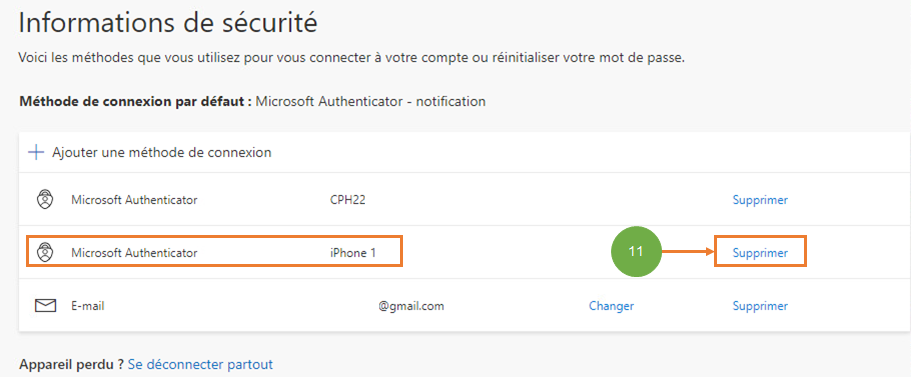 Informations de sécurité
Voici les méthodes que vous utilisez pour vous connecter à votre compte ou réinitialiser votre mot de passe.
Méthode de connexion par défaut : Microsoft Authenticator - notification
Ajouter une méthode de connexion
Microsoft Authenticator CPH22 Supprimer
Microsoft Authenticator iPhone 1 11 Supprimer
E-mail @gmail.com Changer Supprimer
Appareil perdu ? Se déconnecter partout